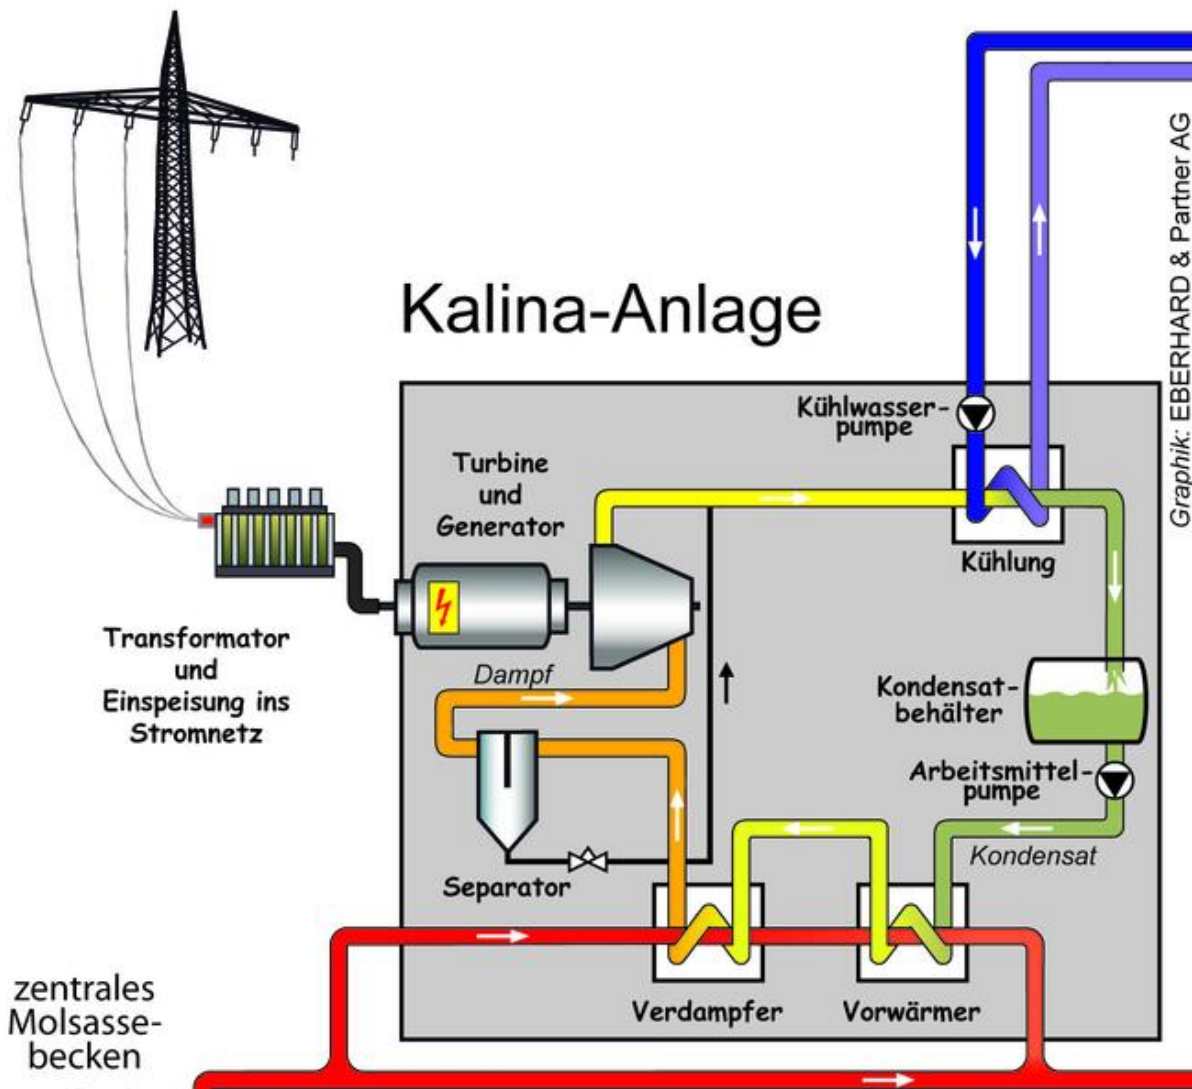 Kalina-Anlage
Graphik: EBERHARD & Partner AG
Kühlwasser-
pumpe
Turbine
und
Generator
Kühlung
Transformator
und
Einspeisung ins
Stromnetz
Dampf
Kondensat-
behälter
Arbeitsmittel-
pumpe
Kondensat
Separator
Verdampfer
Vorwärmer
zentrales
Molsasse-
becken